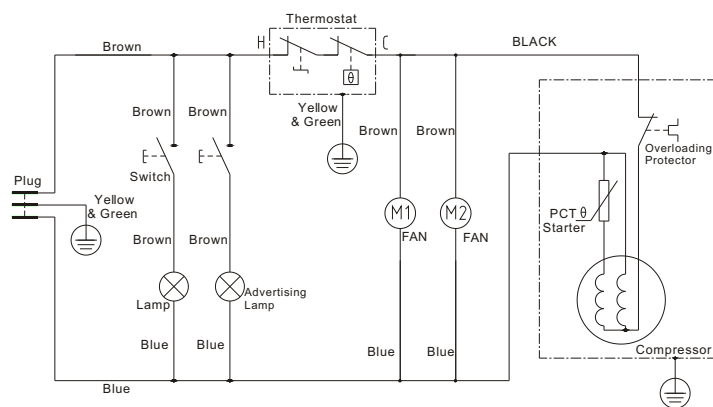 Thermostat
H
C
Brown
BLACK
θ
Brown
Brown
Yellow
& Green
Brown
Brown
Overloading
Protector
Switch
Plug
Yellow
& Green
M1
M2
PCT θ
Starter
FAN
FAN
Brown
Brown
Lamp
Advertising
Lamp
Blue
Blue
Blue
Blue
Compressor
Blue